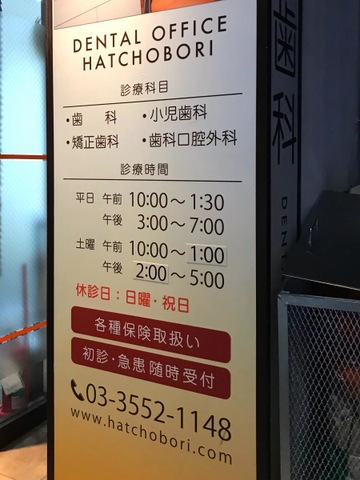 DENTAL OFFICE
HATCHOBORI
診療科目
・歯　科 ・小児歯科
・矯正歯科 ・歯科口腔外科
診療時間
平日 午前 10:00〜1:30
午後 3:00〜7:00
土曜 午前 10:00〜1:00
午後 2:00〜5:00
休診日：日曜・祝日
各種保険取扱い
初診・急患随時受付
03-3552-1148
www.hatchobori.com
歯科
DEN